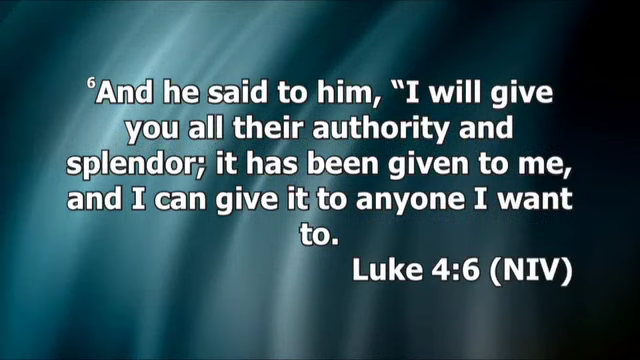 ⁶And he said to him, “I will give
you all their authority and
splendor; it has been given to me,
and I can give it to anyone I want
to.
Luke 4:6 (NIV)